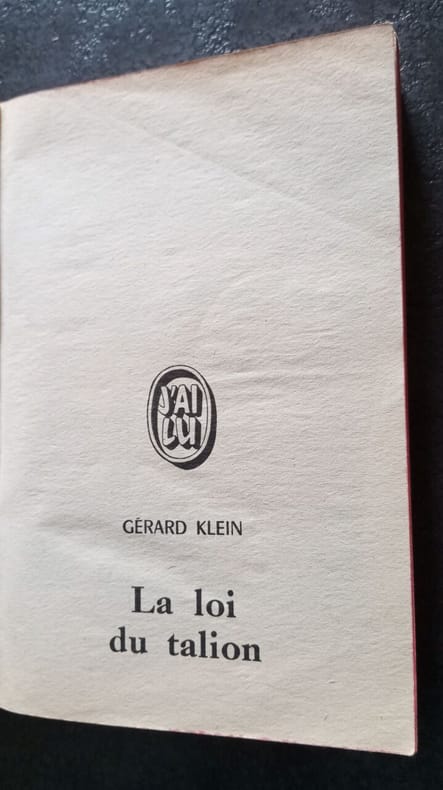 J'AI
LU
GÉRARD KLEIN
La loi
du talion